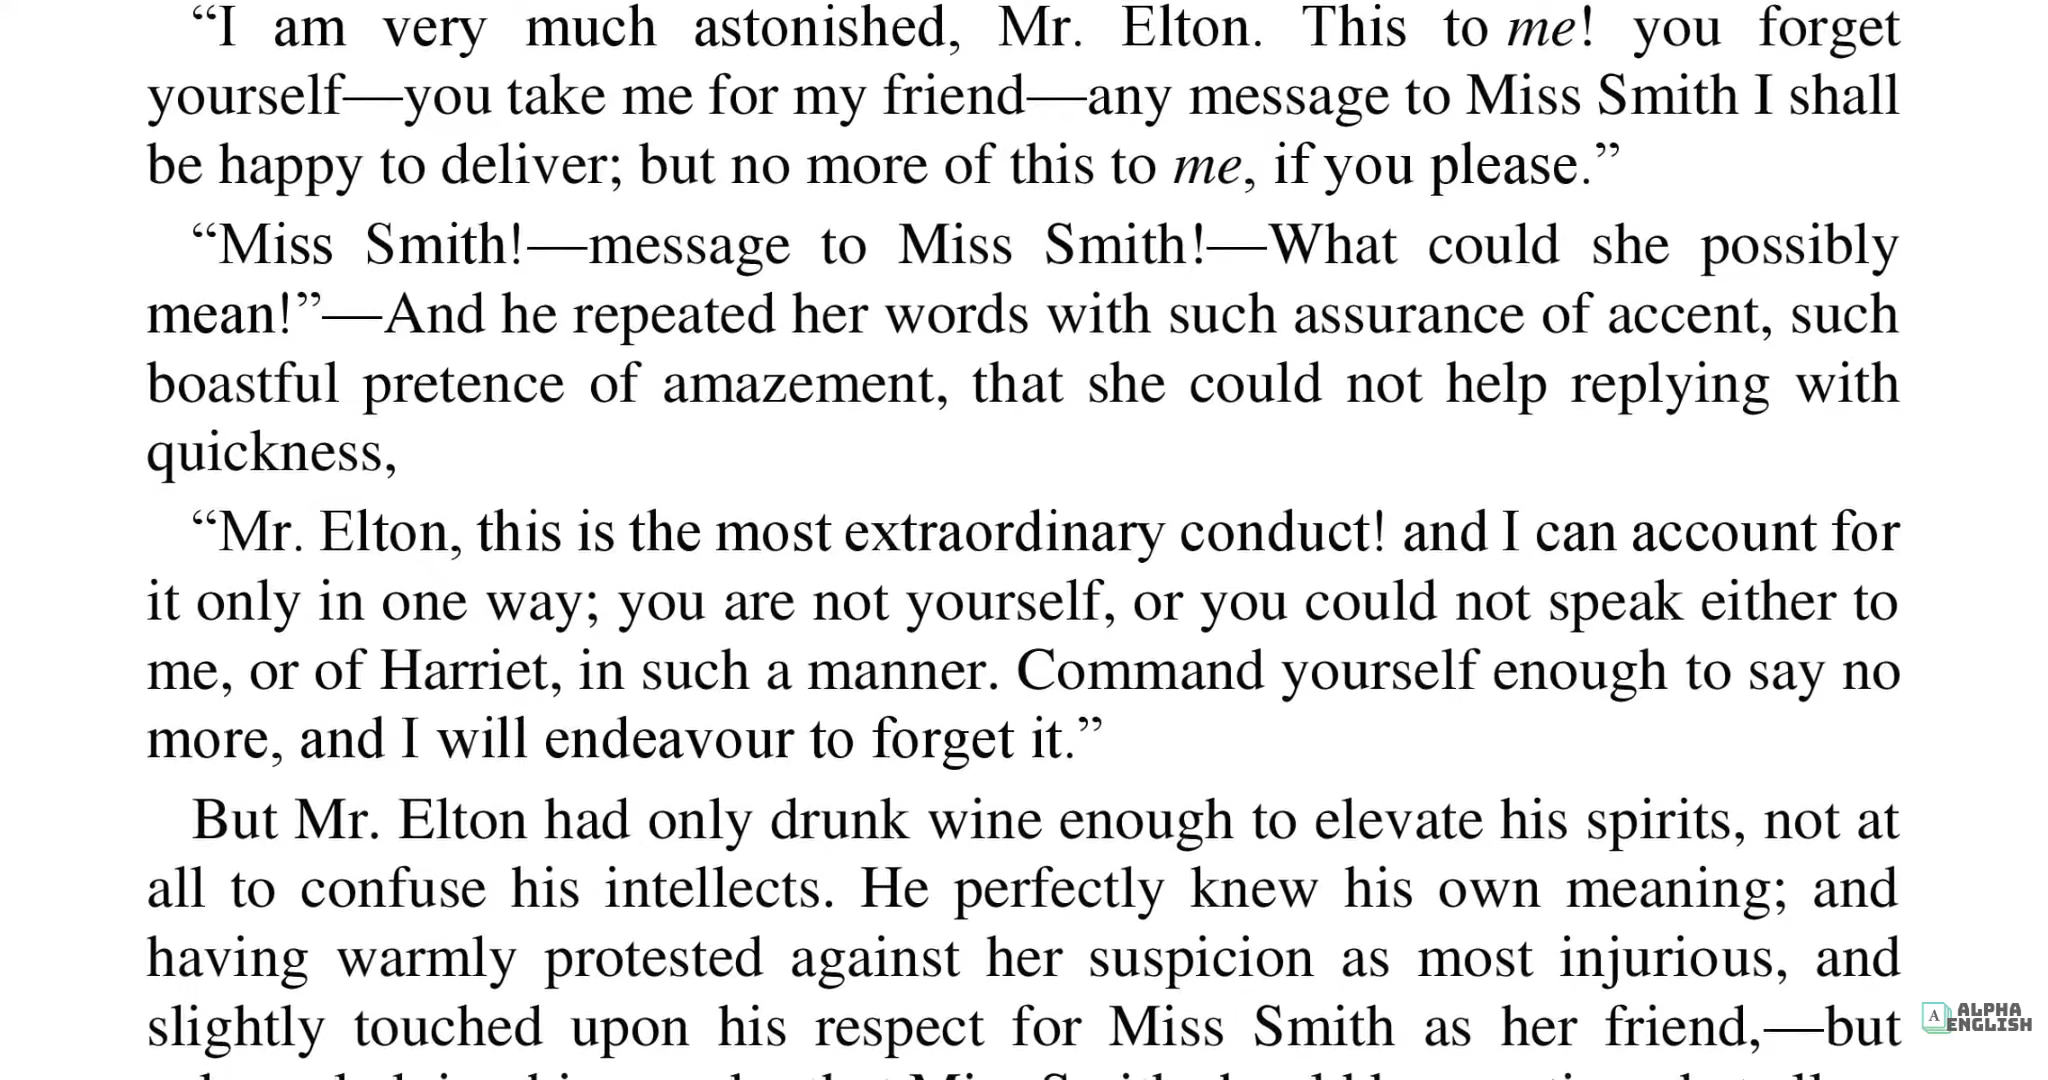 “I am very much astonished, Mr. Elton. This to me! you forget
yourself—you take me for my friend—any message to Miss Smith I shall
be happy to deliver; but no more of this to me, if you please.”
“Miss Smith!—message to Miss Smith!—What could she possibly
mean!”—And he repeated her words with such assurance of accent, such
boastful pretence of amazement, that she could not help replying with
quickness,
“Mr. Elton, this is the most extraordinary conduct! and I can account for
it only in one way; you are not yourself, or you could not speak either to
me, or of Harriet, in such a manner. Command yourself enough to say no
more, and I will endeavour to forget it.”
But Mr. Elton had only drunk wine enough to elevate his spirits, not at
all to confuse his intellects. He perfectly knew his own meaning; and
having warmly protested against her suspicion as most injurious, and
slightly touched upon his respect for Miss Smith as her friend,—but
A ALPHA
ENGLISH